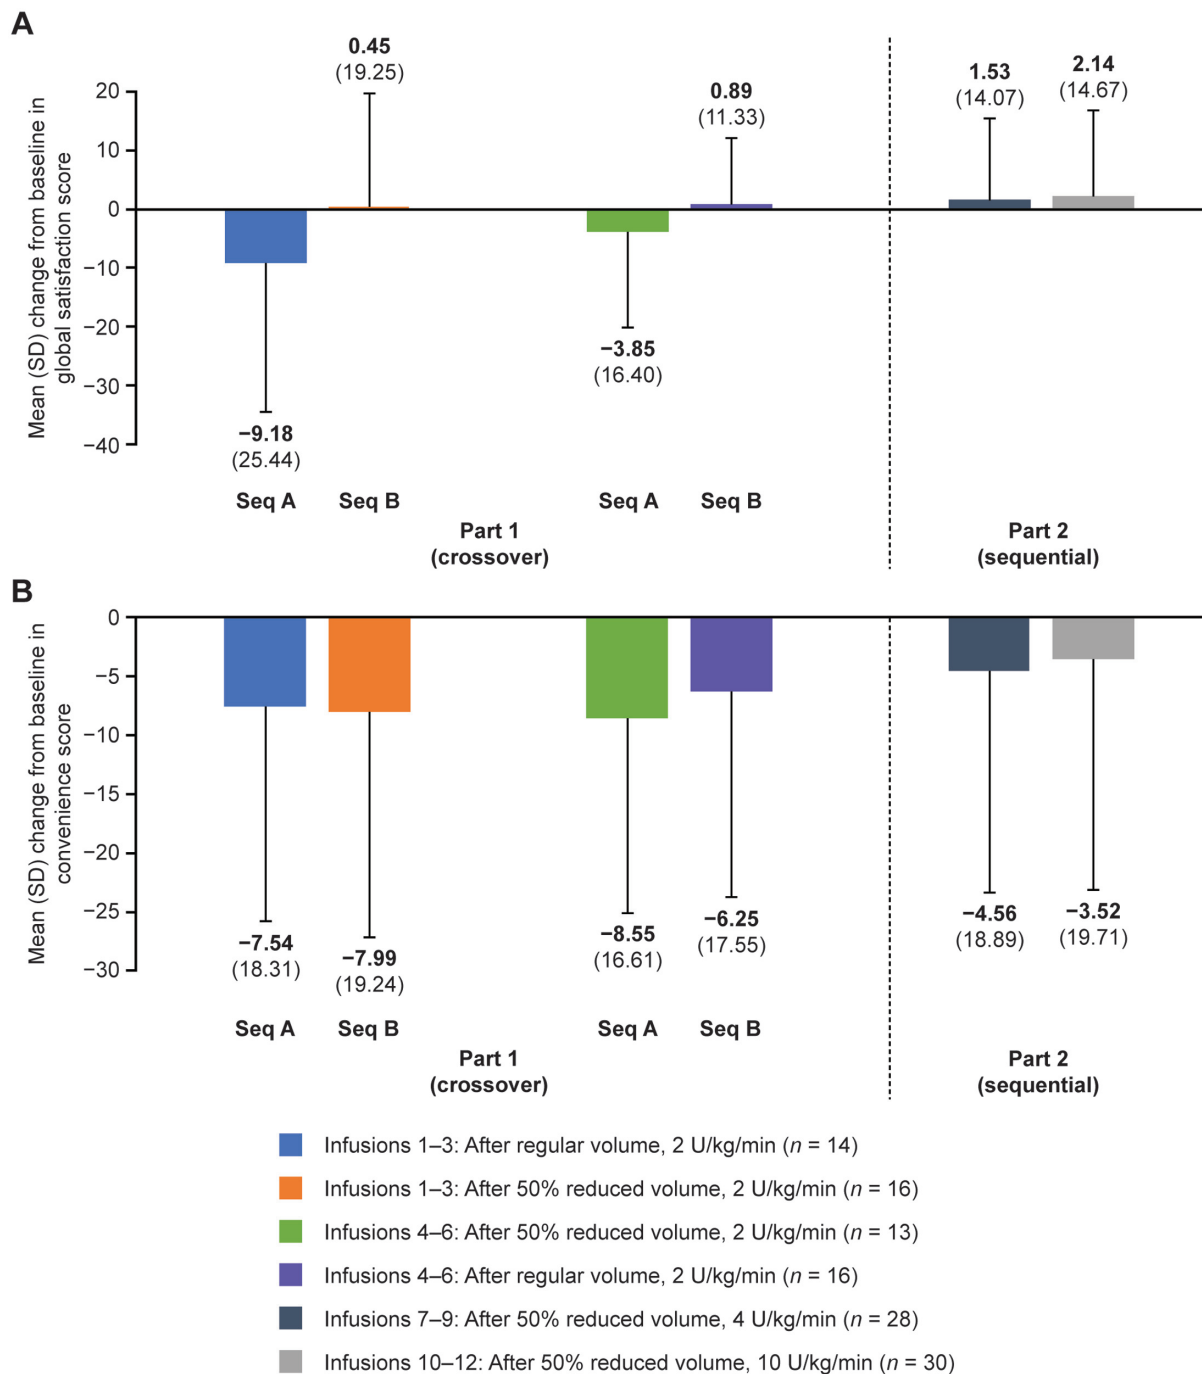 A
Mean (SD) change from baseline in
global satisfaction score
20
10
0
−10
−20
−30
−40
0.45
(19.25)
0.89
(11.33)
1.53
(14.07)
2.14
(14.67)
−9.18
(25.44)
−3.85
(16.40)
Seq A Seq B Seq A Seq B
Part 1
(crossover)
Part 2
(sequential)
B
Mean (SD) change from baseline in
convenience score
0
−5
−10
−15
−20
−25
−30
−7.54
(18.31)
−7.99
(19.24)
−8.55
(16.61)
−6.25
(17.55)
−4.56
(18.89)
−3.52
(19.71)
Seq A Seq B Seq A Seq B
Part 1
(crossover)
Part 2
(sequential)
Infusions 1–3: After regular volume, 2 U/kg/min (n = 14)
Infusions 1–3: After 50% reduced volume, 2 U/kg/min (n = 16)
Infusions 4–6: After 50% reduced volume, 2 U/kg/min (n = 13)
Infusions 4–6: After regular volume, 2 U/kg/min (n = 16)
Infusions 7–9: After 50% reduced volume, 4 U/kg/min (n = 28)
Infusions 10–12: After 50% reduced volume, 10 U/kg/min (n = 30)